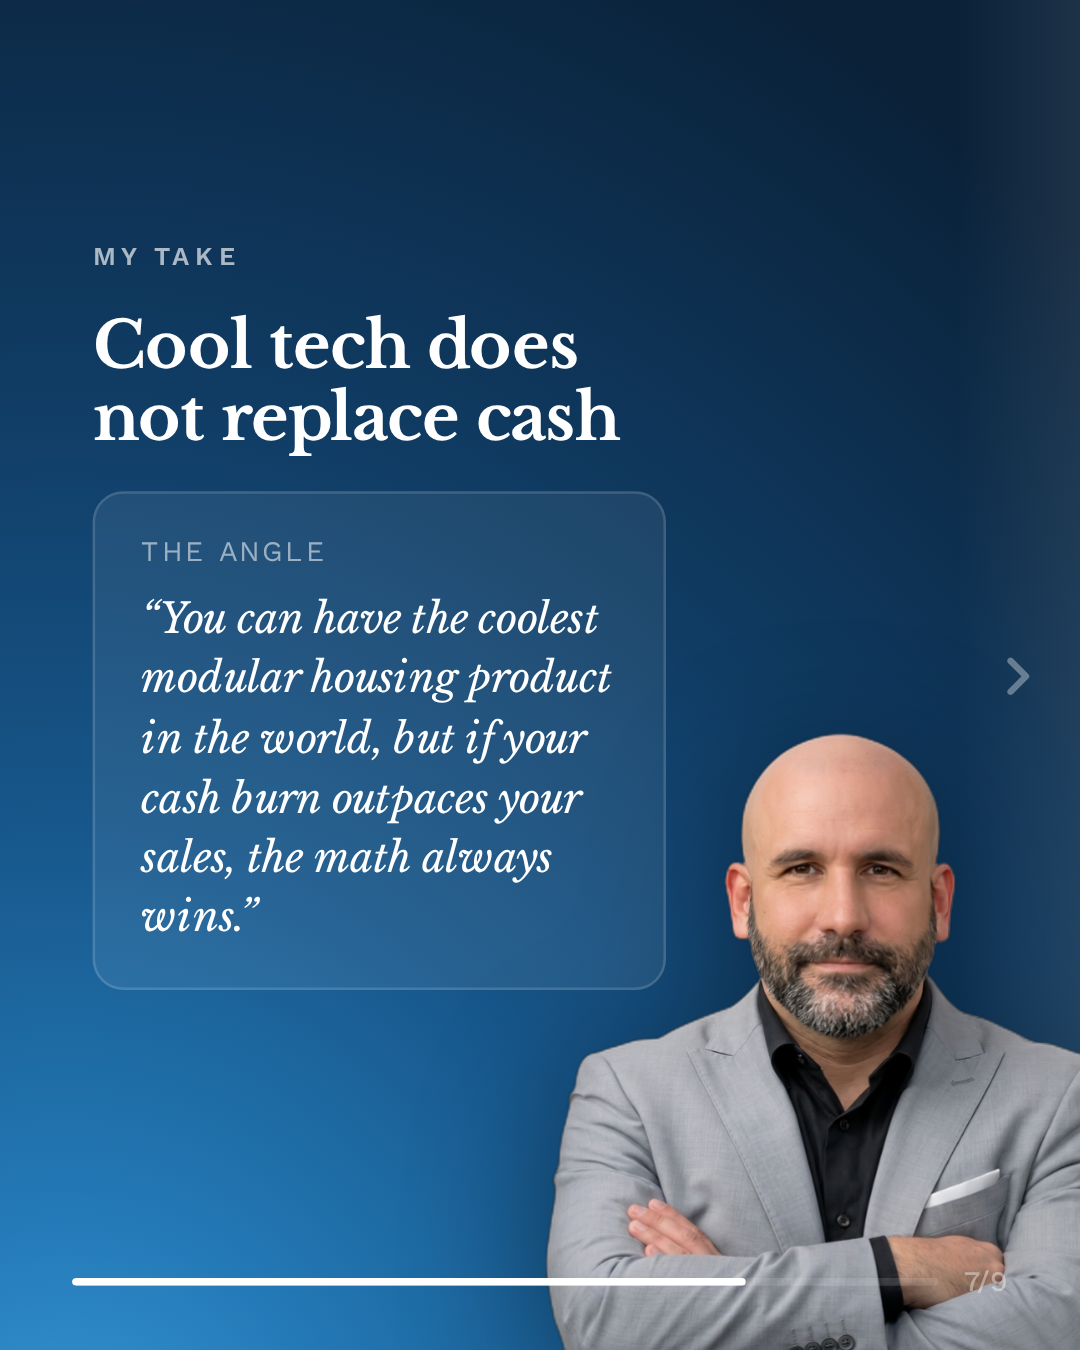 MY TAKE
Cool tech does
not replace cash
THE ANGLE
“You can have the coolest
modular housing product
in the world, but if your
cash burn outpaces your
sales, the math always
wins.”
7/9